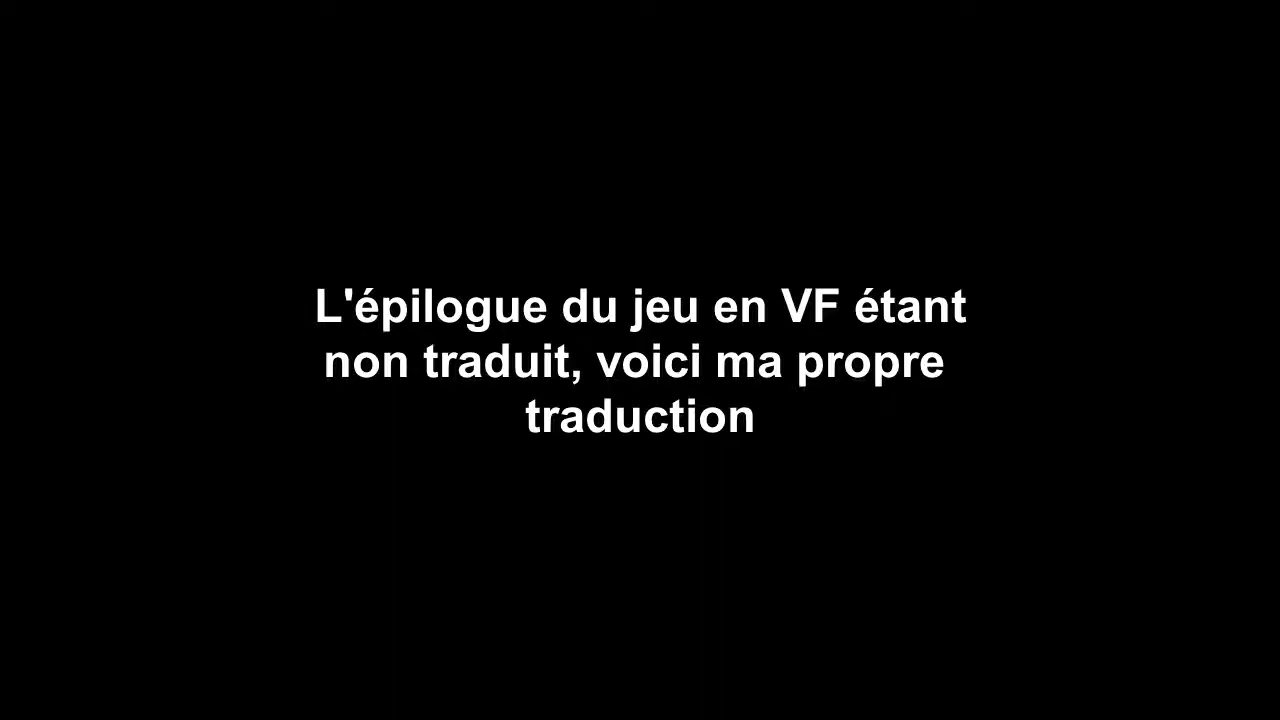 L'épilogue du jeu en VF étant
non traduit, voici ma propre
traduction